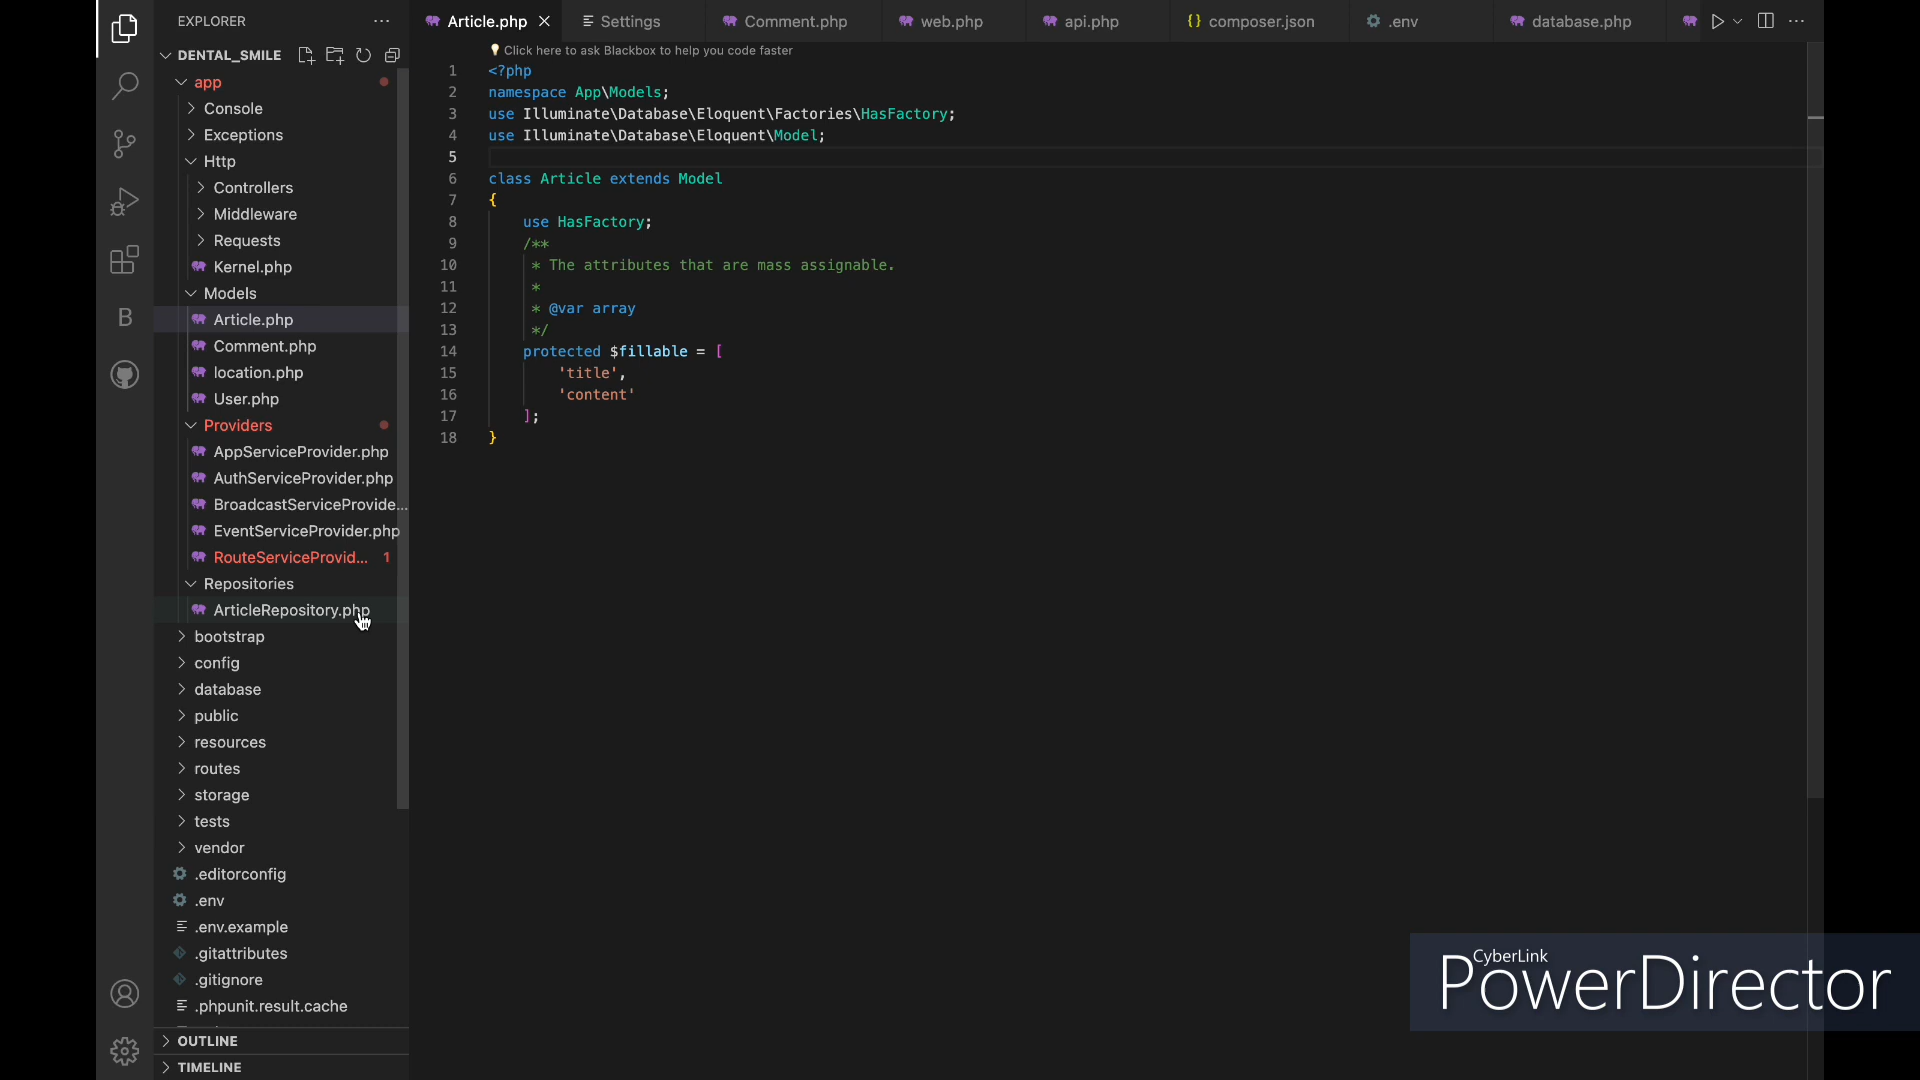 EXPLORER
DENTAL_SMILE
app
Console
Exceptions
Http
Controllers
Middleware
Requests
Kernel.php
Models
Article.php
Comment.php
location.php
User.php
Providers
AppServiceProvider.php
AuthServiceProvider.php
BroadcastServiceProvide...
EventServiceProvider.php
RouteServiceProvid... 1
Repositories
ArticleRepository.php
bootstrap
config
database
public
resources
routes
storage
tests
vendor
.editorconfig
.env
.env.example
.gitattributes
.gitignore
.phpunit.result.cache
OUTLINE
TIMELINE
B
Article.php Settings Comment.php web.php api.php {} composer.json .env database.php
Click here to ask Blackbox to help you code faster
1 <?php
2 namespace App\Models;
3 use Illuminate\Database\Eloquent\Factories\HasFactory;
4 use Illuminate\Database\Eloquent\Model;
5
6 class Article extends Model
7 {
8 use HasFactory;
9 /**
10 * The attributes that are mass assignable.
11 *
12 * @var array
13 */
14 protected $fillable = [
15 'title',
16 'content'
17 ];
18 }
CyberLink
PowerDirector